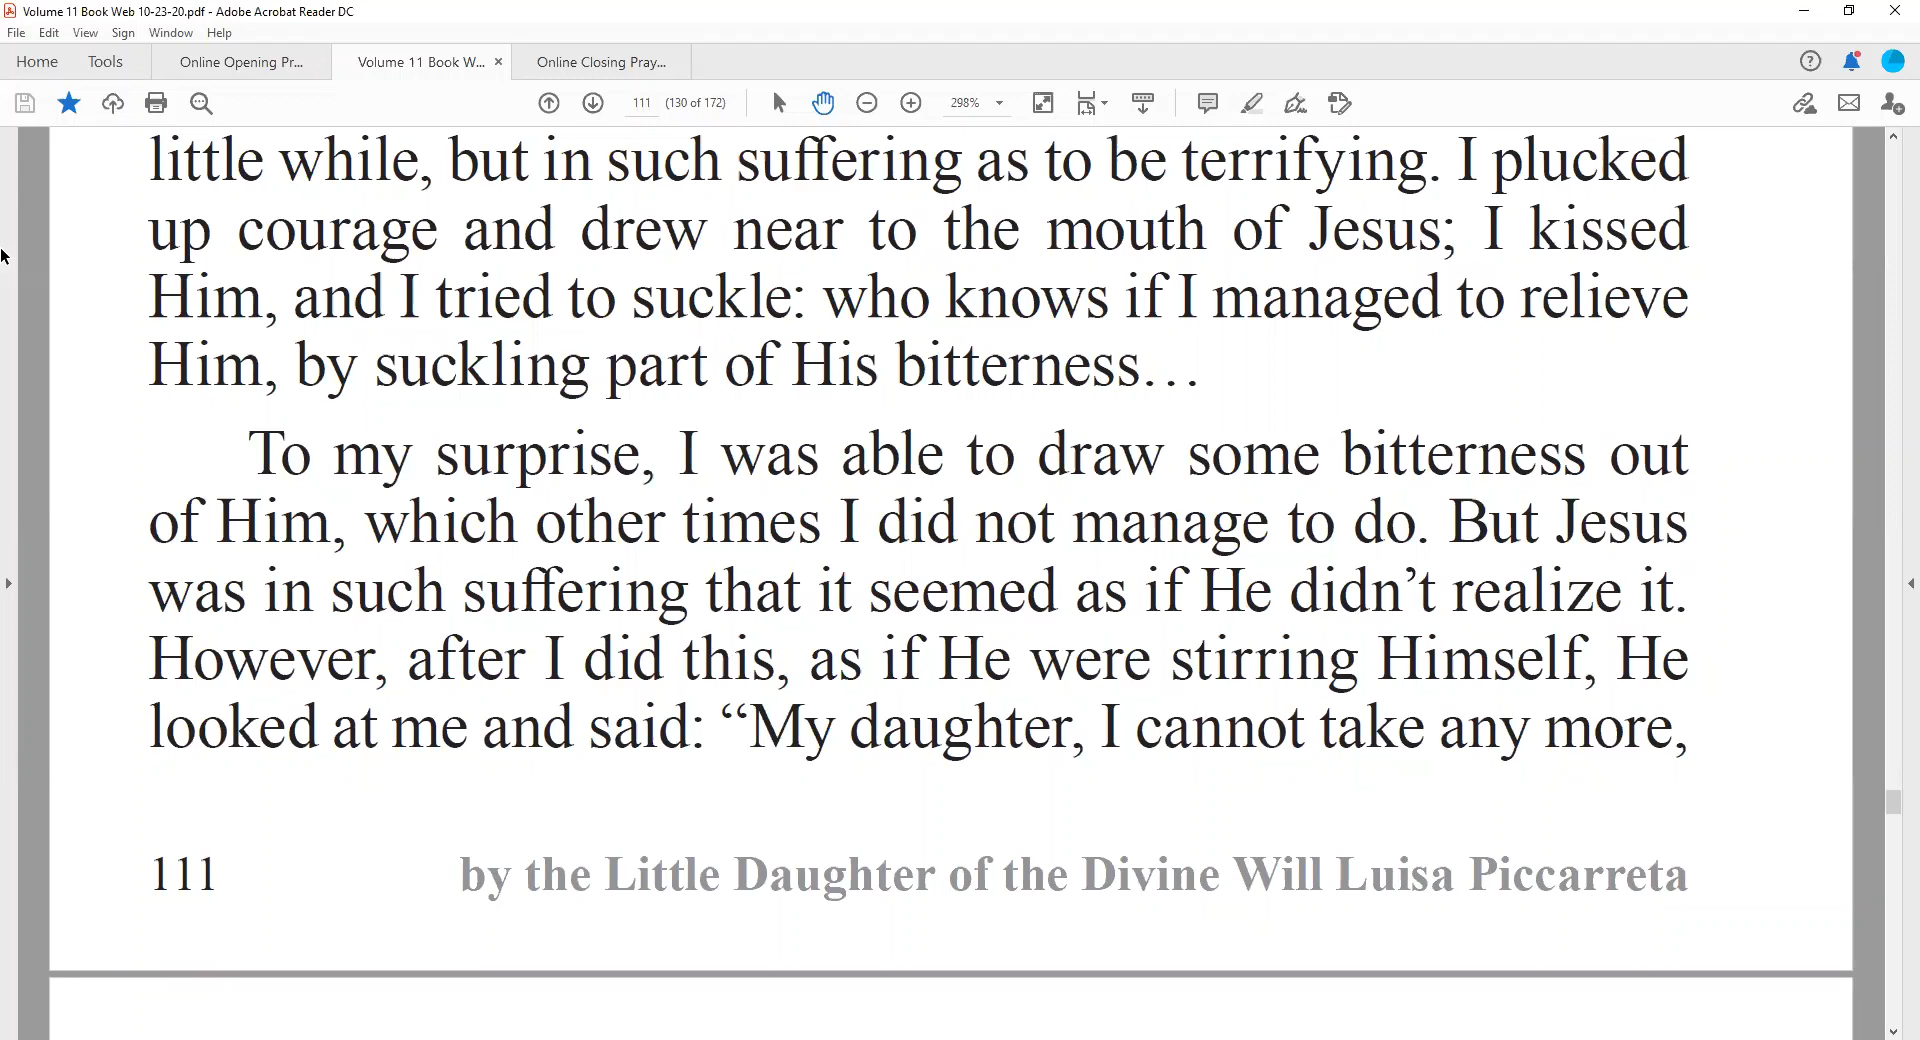 Volume 11 Book Web 10-23-20.pdf - Adobe Acrobat Reader DC
File Edit View Sign Window Help
Home Tools Online Opening Pr... Volume 11 Book W... × Online Closing Pray...
111 (130 of 172) 298%
little while, but in such suffering as to be terrifying. I plucked
up courage and drew near to the mouth of Jesus; I kissed
Him, and I tried to suckle: who knows if I managed to relieve
Him, by suckling part of His bitterness…
To my surprise, I was able to draw some bitterness out
of Him, which other times I did not manage to do. But Jesus
was in such suffering that it seemed as if He didn’t realize it.
However, after I did this, as if He were stirring Himself, He
looked at me and said: “My daughter, I cannot take any more,
111 by the Little Daughter of the Divine Will Luisa Piccarreta